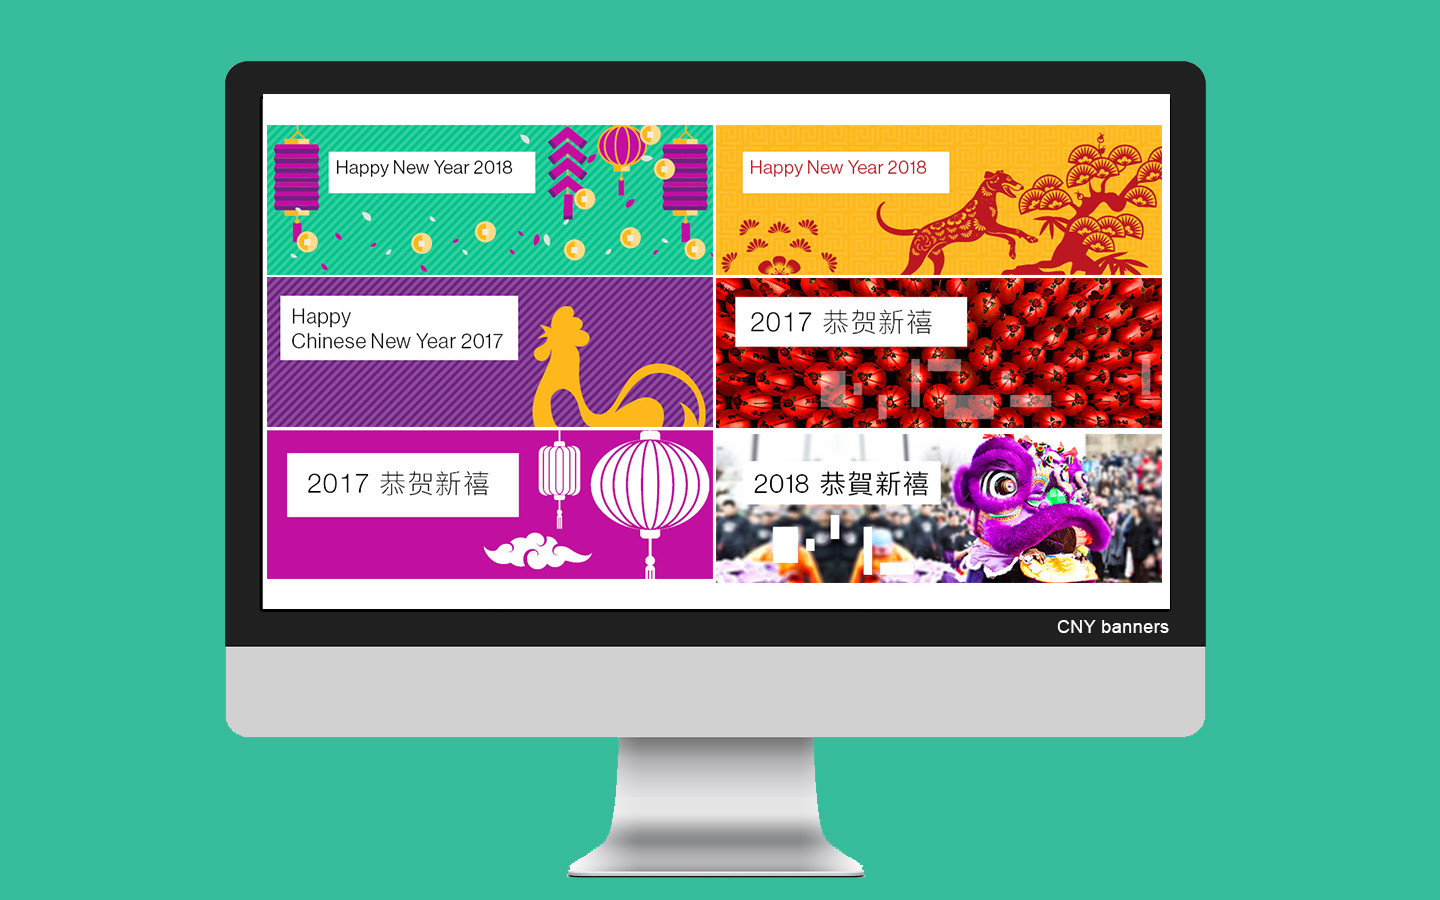 Happy New Year 2018
Happy New Year 2018
Happy
Chinese New Year 2017
2017 恭贺新禧
2017 恭贺新禧
2018 恭賀新禧
CNY banners